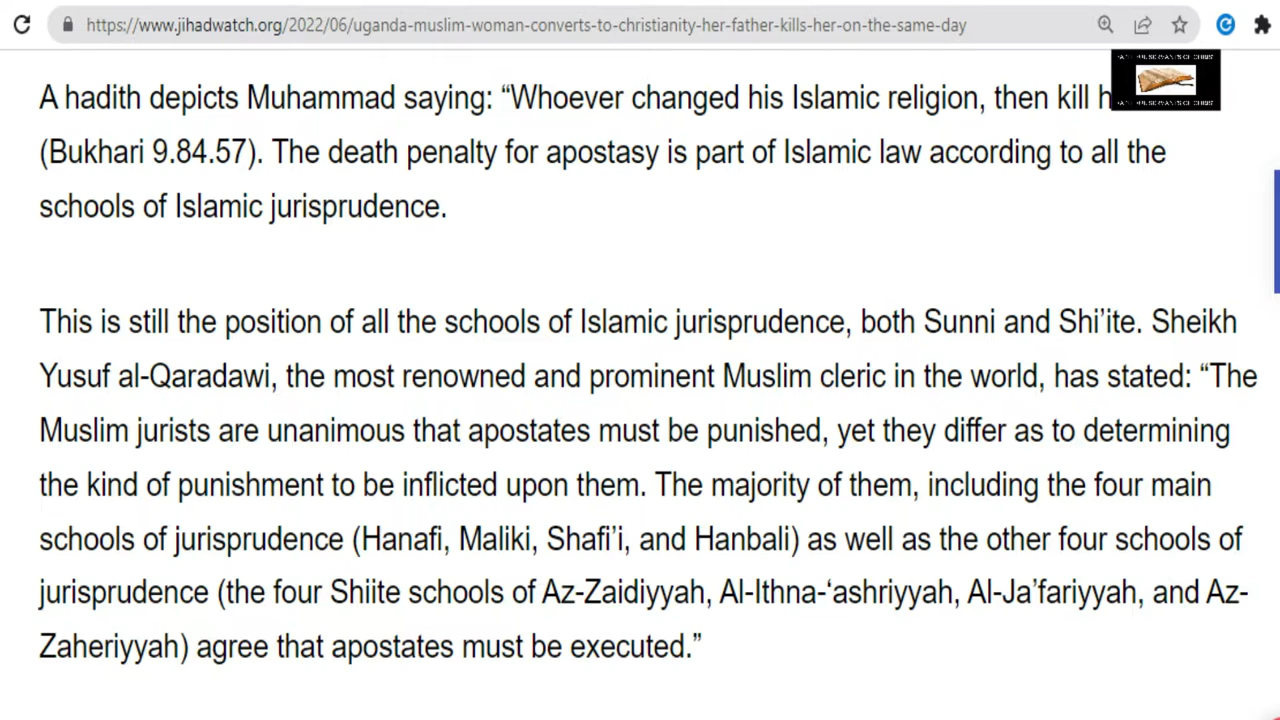 https://www.jihadwatch.org/2022/06/uganda-muslim-woman-converts-to-christianity-her-father-kills-her-on-the-same-day
A hadith depicts Muhammad saying: “Whoever changed his Islamic religion, then kill
(Bukhari 9.84.57). The death penalty for apostasy is part of Islamic law according to all the
schools of Islamic jurisprudence.
This is still the position of all the schools of Islamic jurisprudence, both Sunni and Shi’ite. Sheikh
Yusuf al-Qaradawi, the most renowned and prominent Muslim cleric in the world, has stated: “The
Muslim jurists are unanimous that apostates must be punished, yet they differ as to determining
the kind of punishment to be inflicted upon them. The majority of them, including the four main
schools of jurisprudence (Hanafi, Maliki, Shafi’i, and Hanbali) as well as the other four schools of
jurisprudence (the four Shiite schools of Az-Zaidiyyah, Al-Ithna-‘ashriyyah, Al-Ja’fariyyah, and Az-
Zaheriyyah) agree that apostates must be executed.”